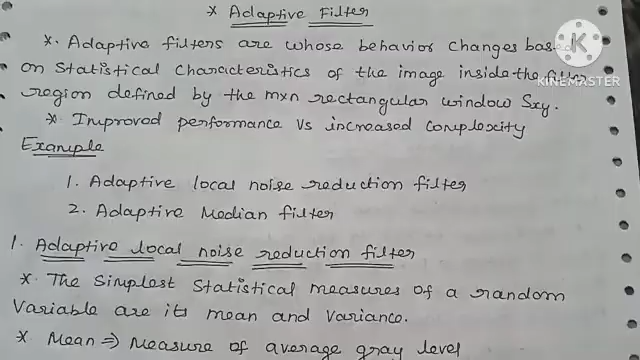 * Adaptive Filter
*. Adaptive filters are whose behavior changes based
on statistical characteristics of the image inside the filter
region defined by the mxn rectangular window Sxy.
* Improved performance vs increased complexity
Example
1. Adaptive local noise reduction filter
2. Adaptive Median filter
1. Adaptive local noise reduction filter
*. The simplest statistical measures of a random
variable are its mean and variance.
* Mean ⇒ Measure of average gray level
K
KINEMASTER